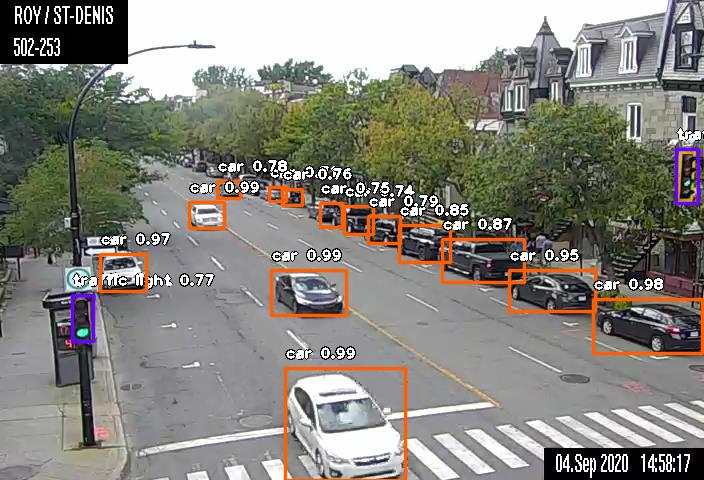 ROY / ST-DENIS
502-253
car 0.78
car 0.76
car 0.99
car 0.75
0.74
car 0.79
car 0.85
car 0.97
car 0.87
car 0.99
car 0.95
traffic light 0.77
car 0.98
car 0.99
04.Sep 2020 14:58:17